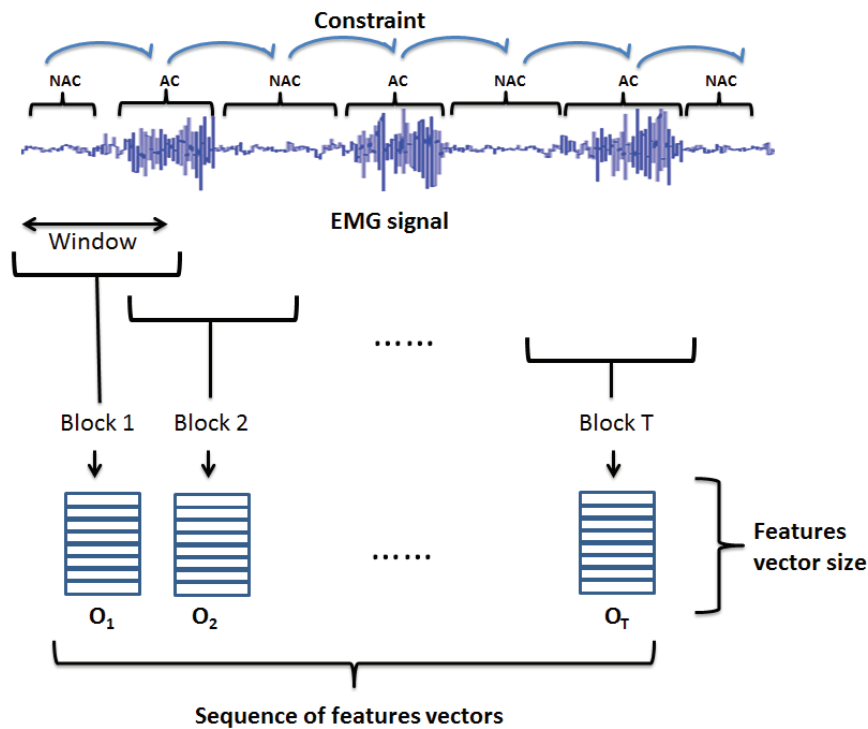 Constraint
NAC AC NAC AC NAC AC NAC
EMG signal
Window
......
Block 1 Block 2 Block T
......
Features
vector size
O₁ O₂ O_T
Sequence of features vectors